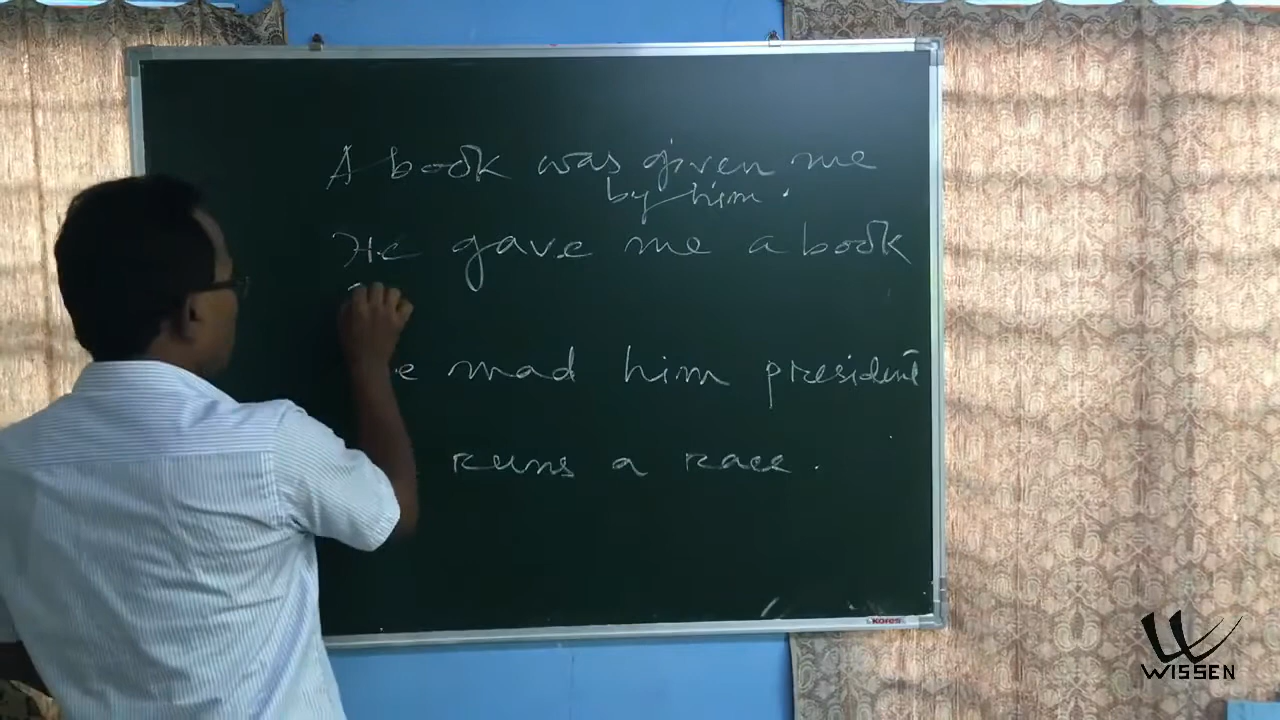 A book was given me
by him.
He gave me a book
mad him president
runs a race.
Kores
WISSEN